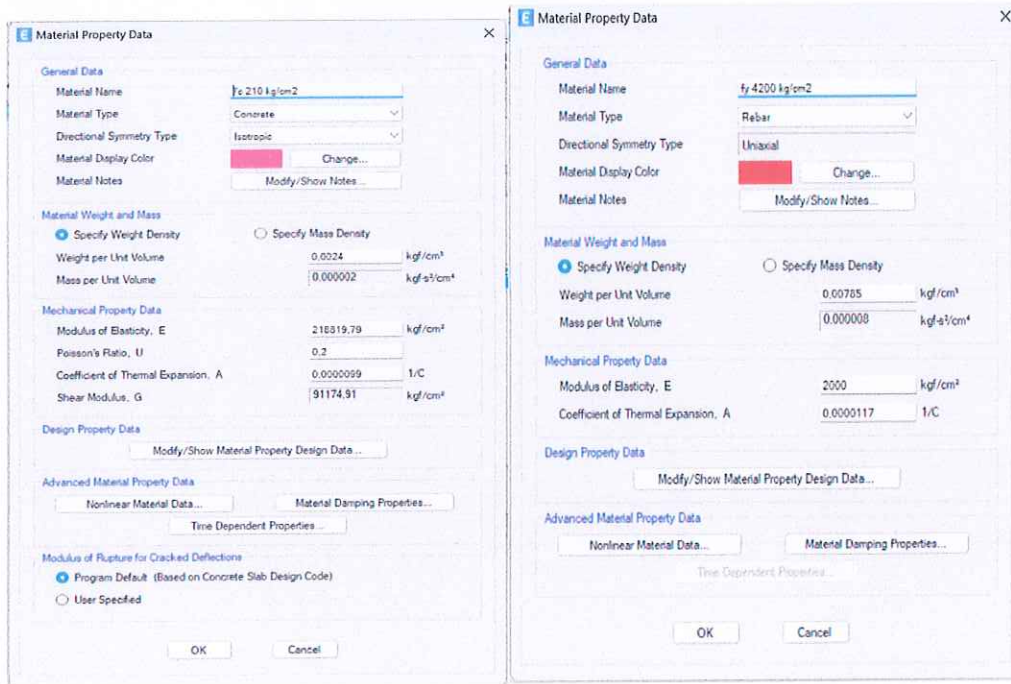 E Material Property Data
General Data
Material Name f'c 210 kg/cm2
Material Type Concrete
Directional Symmetry Type Isotropic
Material Display Color Change...
Material Notes Modify/Show Notes...
Material Weight and Mass
Specify Weight Density Specify Mass Density
Weight per Unit Volume 0.0024 kgf/cm³
Mass per Unit Volume 0.000002 kgf-s²/cm⁴
Mechanical Property Data
Modulus of Elasticity, E 218819.79 kgf/cm²
Poisson's Ratio, U 0.2
Coefficient of Thermal Expansion, A 0.0000099 1/C
Shear Modulus, G 91174.91 kgf/cm²
Design Property Data
Modify/Show Material Property Design Data...
Advanced Material Property Data
Nonlinear Material Data... Material Damping Properties...
Time Dependent Properties...
Modulus of Rupture for Cracked Deflections
Program Default (Based on Concrete Slab Design Code)
User Specified
OK Cancel
E Material Property Data
General Data
Material Name fy 4200 kg/cm2
Material Type Rebar
Directional Symmetry Type Uniaxial
Material Display Color Change...
Material Notes Modify/Show Notes...
Material Weight and Mass
Specify Weight Density Specify Mass Density
Weight per Unit Volume 0.00785 kgf/cm³
Mass per Unit Volume 0.000008 kgf-s²/cm⁴
Mechanical Property Data
Modulus of Elasticity, E 2000 kgf/cm²
Coefficient of Thermal Expansion, A 0.0000117 1/C
Design Property Data
Modify/Show Material Property Design Data...
Advanced Material Property Data
Nonlinear Material Data... Material Damping Properties...
Time Dependent Properties...
OK Cancel